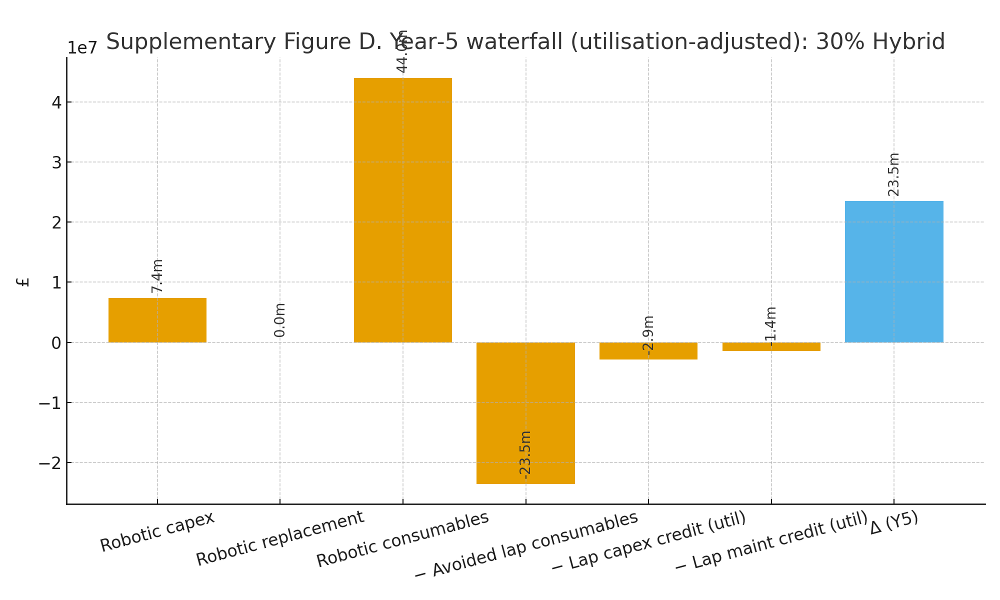 Supplementary Figure D. Year-5 waterfall (utilisation-adjusted): 30% Hybrid
1e7
44.0m
4
3
2
1
0
−1
−2
£
7.4m
0.0m
-23.5m
-2.9m
-1.4m
23.5m
Robotic capex
Robotic replacement
Robotic consumables
− Avoided lap consumables
− Lap capex credit (util)
− Lap maint credit (util)
Δ (Y5)